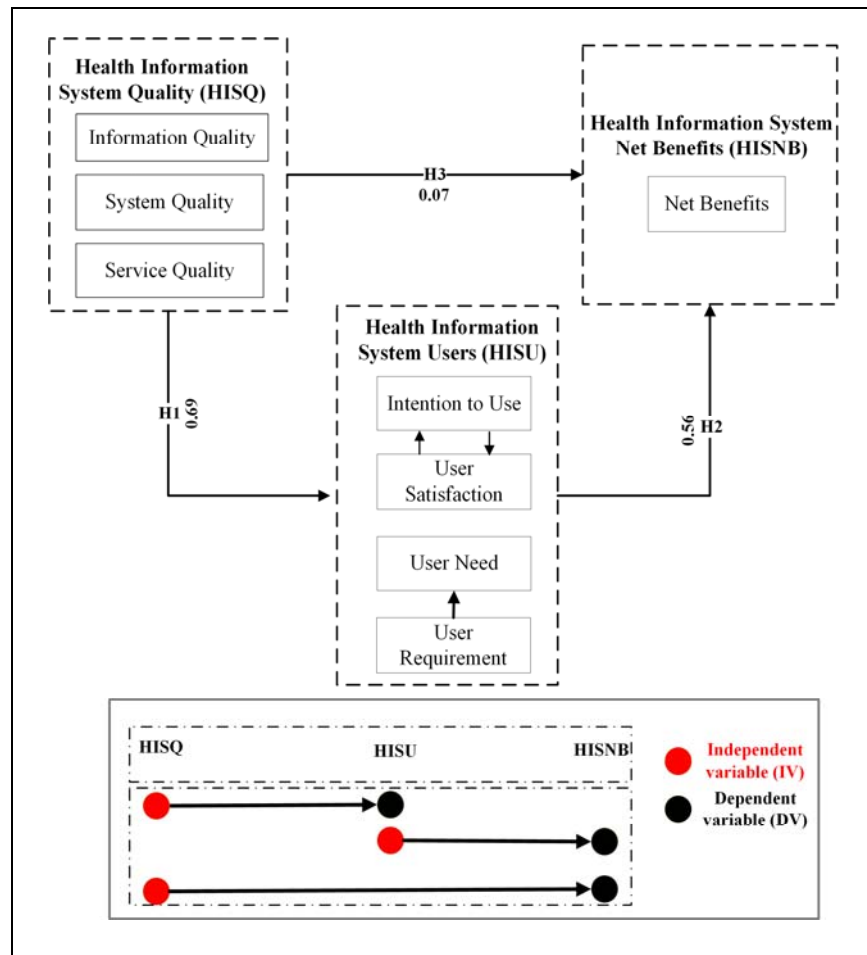 Health Information
System Quality (HISQ)
Information Quality
System Quality
Service Quality
H3
0.07
Health Information System
Net Benefits (HISNB)
Net Benefits
H1
0.69
Health Information
System Users (HISU)
Intention to Use
User
Satisfaction
User Need
User
Requirement
0.56
H2
HISQ
HISU
HISNB
Independent
variable (IV)
Dependent
variable (DV)